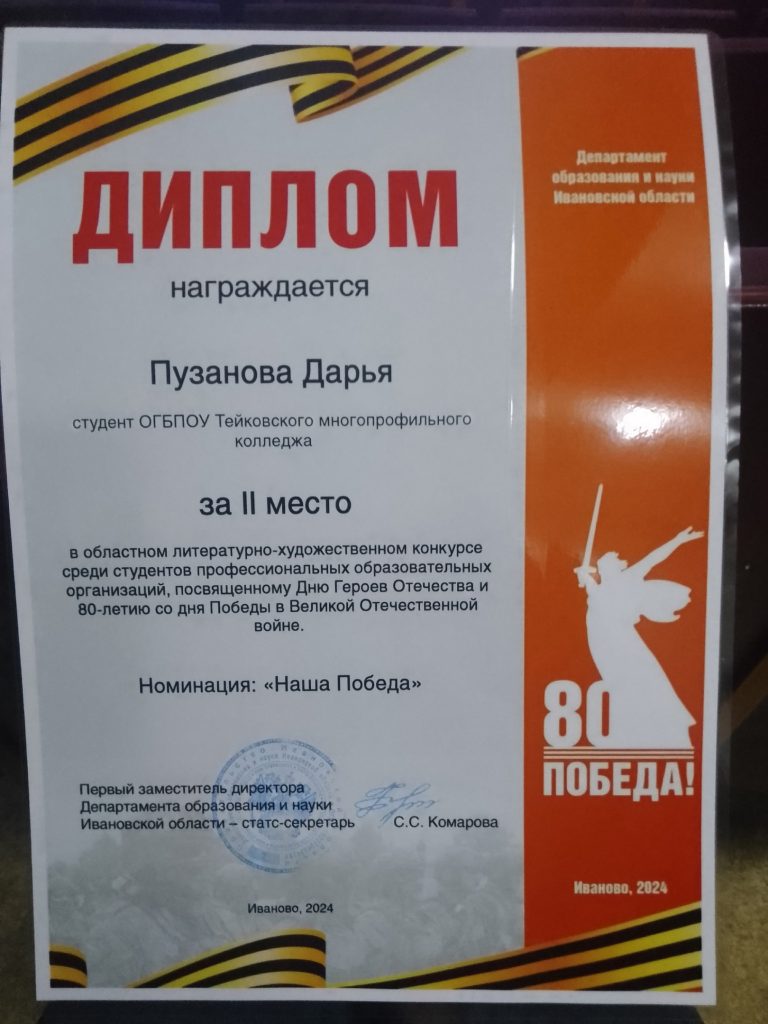 ДИПЛОМ
награждается
Пузанова Дарья
студент ОГБПОУ Тейковского многопрофильного
колледжа
за II место
в областном литературно-художественном конкурсе
среди студентов профессиональных образовательных
организаций, посвященному Дню Героев Отечества и
80-летию со дня Победы в Великой Отечественной
войне.
Номинация: «Наша Победа»
Первый заместитель директора
Департамента образования и науки
Ивановской области – статс-секретарь
С.С. Комарова
Иваново, 2024
Департамент
образования и науки
Ивановской области
80
ПОБЕДА!
Иваново, 2024